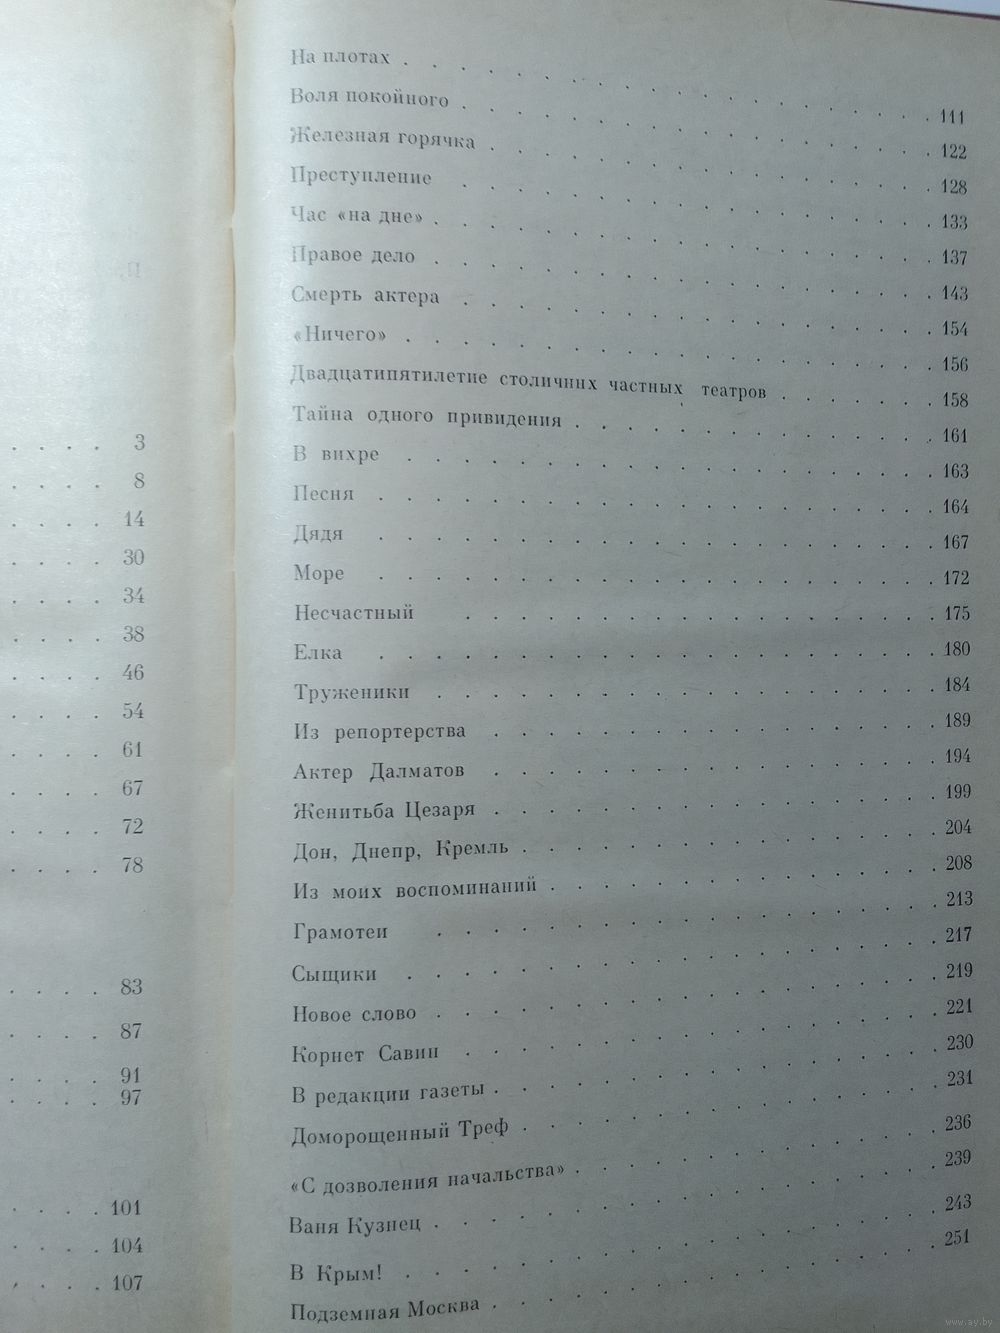 3
8
14
30
34
38
46
54
61
67
72
78
83
87
91
97
101
104
107
На плотах 111
Воля покойного 122
Железная горячка 128
Преступление 133
Час «на дне» 137
Правое дело 143
Смерть актера 154
«Ничего» 156
Двадцатипятилетие столичних частных театров 158
Тайна одного привидения 161
В вихре 163
Песня 164
Дядя 167
Море 172
Несчастный 175
Елка 180
Труженики 184
Из репортерства 189
Актер Далматов 194
Женитьба Цезаря 199
Дон, Днепр, Кремль 204
Из моих воспоминаний 208
Грамотеи 213
Сыщики 217
Новое слово 219
Корнет Савин 221
В редакции газеты 230
Доморощенный Треф 231
«С дозволения начальства» 236
Ваня Кузнец 239
В Крым! 243
Подземная Москва 251
www.ay.by